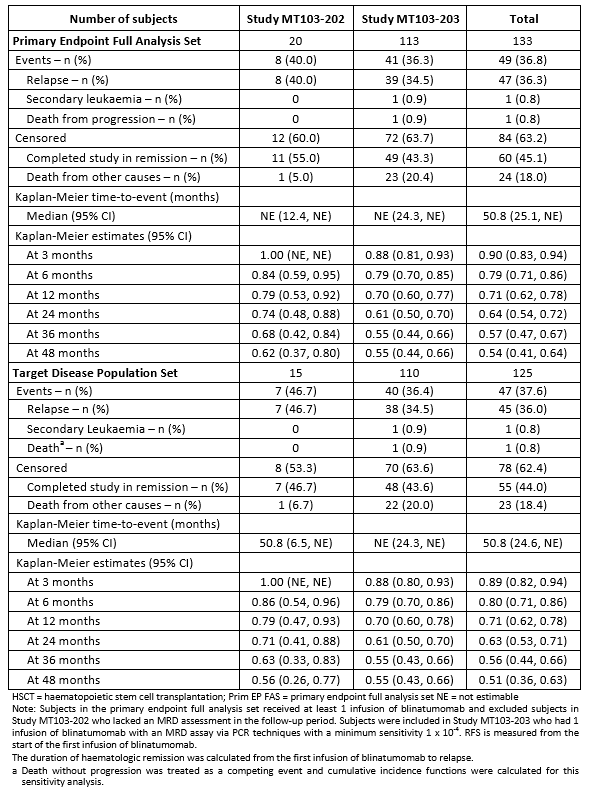 Number of subjects Study MT103-202 Study MT103-203 Total
Primary Endpoint Full Analysis Set 20 113 133
Events – n (%) 8 (40.0) 41 (36.3) 49 (36.8)
Relapse – n (%) 8 (40.0) 39 (34.5) 47 (36.3)
Secondary leukaemia – n (%) 0 1 (0.9) 1 (0.8)
Death from progression – n (%) 0 1 (0.9) 1 (0.8)
Censored 12 (60.0) 72 (63.7) 84 (63.2)
Completed study in remission – n (%) 11 (55.0) 49 (43.3) 60 (45.1)
Death from other causes – n (%) 1 (5.0) 23 (20.4) 24 (18.0)
Kaplan-Meier time-to-event (months)
Median (95% CI) NE (12.4, NE) NE (24.3, NE) 50.8 (25.1, NE)
Kaplan-Meier estimates (95% CI)
At 3 months 1.00 (NE, NE) 0.88 (0.81, 0.93) 0.90 (0.83, 0.94)
At 6 months 0.84 (0.59, 0.95) 0.79 (0.70, 0.85) 0.79 (0.71, 0.86)
At 12 months 0.79 (0.53, 0.92) 0.70 (0.60, 0.77) 0.71 (0.62, 0.78)
At 24 months 0.74 (0.48, 0.88) 0.61 (0.50, 0.70) 0.64 (0.54, 0.72)
At 36 months 0.68 (0.42, 0.84) 0.55 (0.44, 0.66) 0.57 (0.47, 0.67)
At 48 months 0.62 (0.37, 0.80) 0.55 (0.44, 0.66) 0.54 (0.41, 0.64)
Target Disease Population Set 15 110 125
Events – n (%) 7 (46.7) 40 (36.4) 47 (37.6)
Relapse – n (%) 7 (46.7) 38 (34.5) 45 (36.0)
Secondary Leukaemia – n (%) 0 1 (0.9) 1 (0.8)
Deathᵃ – n (%) 0 1 (0.9) 1 (0.8)
Censored 8 (53.3) 70 (63.6) 78 (62.4)
Completed study in remission – n (%) 7 (46.7) 48 (43.6) 55 (44.0)
Death from other causes – n (%) 1 (6.7) 22 (20.0) 23 (18.4)
Kaplan-Meier time-to-event (months)
Median (95% CI) 50.8 (6.5, NE) NE (24.3, NE) 50.8 (24.6, NE)
Kaplan-Meier estimates (95% CI)
At 3 months 1.00 (NE, NE) 0.88 (0.80, 0.93) 0.89 (0.82, 0.94)
At 6 months 0.86 (0.54, 0.96) 0.79 (0.70, 0.86) 0.80 (0.71, 0.86)
At 12 months 0.79 (0.47, 0.93) 0.70 (0.60, 0.78) 0.71 (0.62, 0.78)
At 24 months 0.71 (0.41, 0.88) 0.61 (0.50, 0.70) 0.63 (0.53, 0.71)
At 36 months 0.63 (0.33, 0.83) 0.55 (0.43, 0.66) 0.56 (0.44, 0.66)
At 48 months 0.56 (0.26, 0.77) 0.55 (0.43, 0.66) 0.51 (0.36, 0.63)
HSCT = haematopoietic stem cell transplantation; Prim EP FAS = primary endpoint full analysis set NE = not estimable
Note: Subjects in the primary endpoint full analysis set received at least 1 infusion of blinatumomab and excluded subjects in
Study MT103-202 who lacked an MRD assessment in the follow-up period. Subjects were included in Study MT103-203 who had 1
infusion of blinatumomab with an MRD assay via PCR techniques with a minimum sensitivity 1 x 10⁻⁴. RFS is measured from the
start of the first infusion of blinatumomab.
The duration of haematologic remission was calculated from the first infusion of blinatumomab to relapse.
a Death without progression was treated as a competing event and cumulative incidence functions were calculated for this
sensitivity analysis.